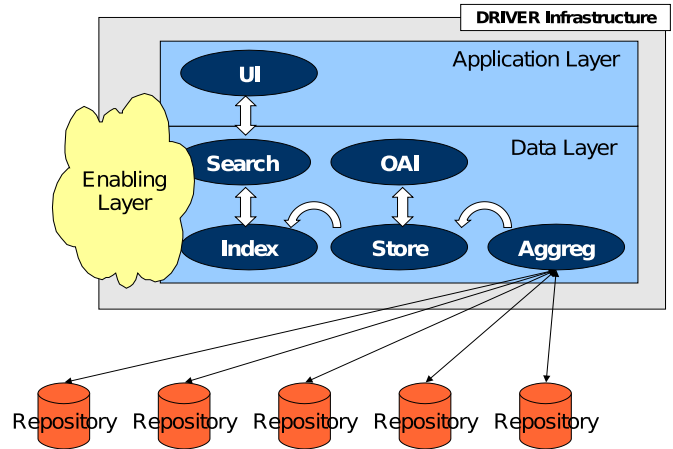 DRIVER Infrastructure
Application Layer
UI
Data Layer
Search
OAI
Enabling
Layer
Index
Store
Aggreg
Repository
Repository
Repository
Repository
Repository